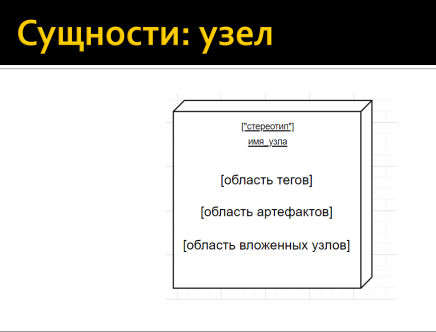 Сущности: узел
["стереотип"]
имя_узла
[область тегов]
[область артефактов]
[область вложенных узлов]